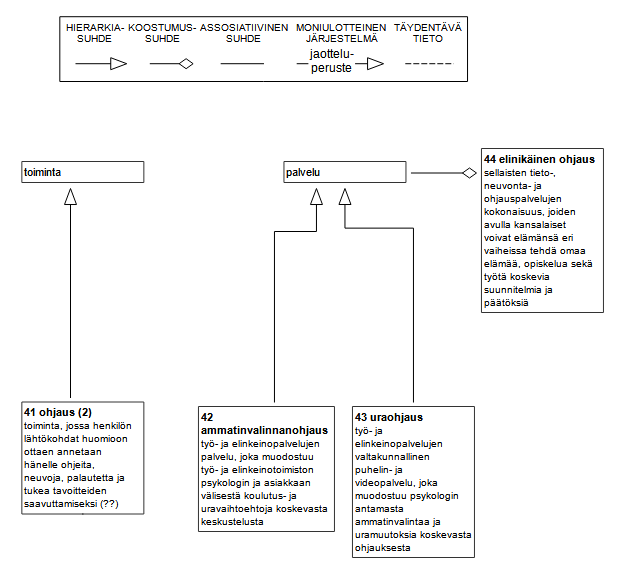 HIERARKIA-
SUHDE
KOOSTUMUS-
SUHDE
ASSOSIATIIVINEN
SUHDE
MONIULOTTEINEN
JÄRJESTELMÄ
TÄYDENTÄVÄ
TIETO
jaottelu-
peruste
toiminta
palvelu
44 elinikäinen ohjaus
sellaisten tieto-,
neuvonta- ja
ohjauspalvelujen
kokonaisuus, joiden
avulla kansalaiset
voivat elämänsä eri
vaiheissa tehdä omaa
elämää, opiskelua sekä
työtä koskevia
suunnitelmia ja
päätöksiä
41 ohjaus (2)
toiminta, jossa henkilön
lähtökohdat huomioon
ottaen annetaan
hänelle ohjeita,
neuvoja, palautetta ja
tukea tavoitteiden
saavuttamiseksi (??)
42
ammatinvalinnanohjaus
työ- ja elinkeinopalvelujen
palvelu, joka muodostuu
työ- ja elinkeinotoimiston
psykologin ja asiakkaan
välisestä koulutus- ja
uravaihtoehtoja koskevasta
keskustelusta
43 uraohjaus
työ- ja
elinkeinopalvelujen
valtakunnallinen
puhelin- ja
videopalvelu, joka
muodostuu psykologin
antamasta
ammatinvalintaa ja
uramuutoksia koskevasta
ohjauksesta